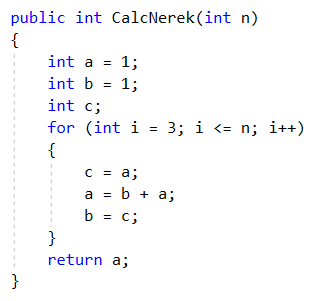 public int CalcNerek(int n)
{
    int a = 1;
    int b = 1;
    int c;
    for (int i = 3; i <= n; i++)
    {
        c = a;
        a = b + a;
        b = c;
    }
    return a;
}